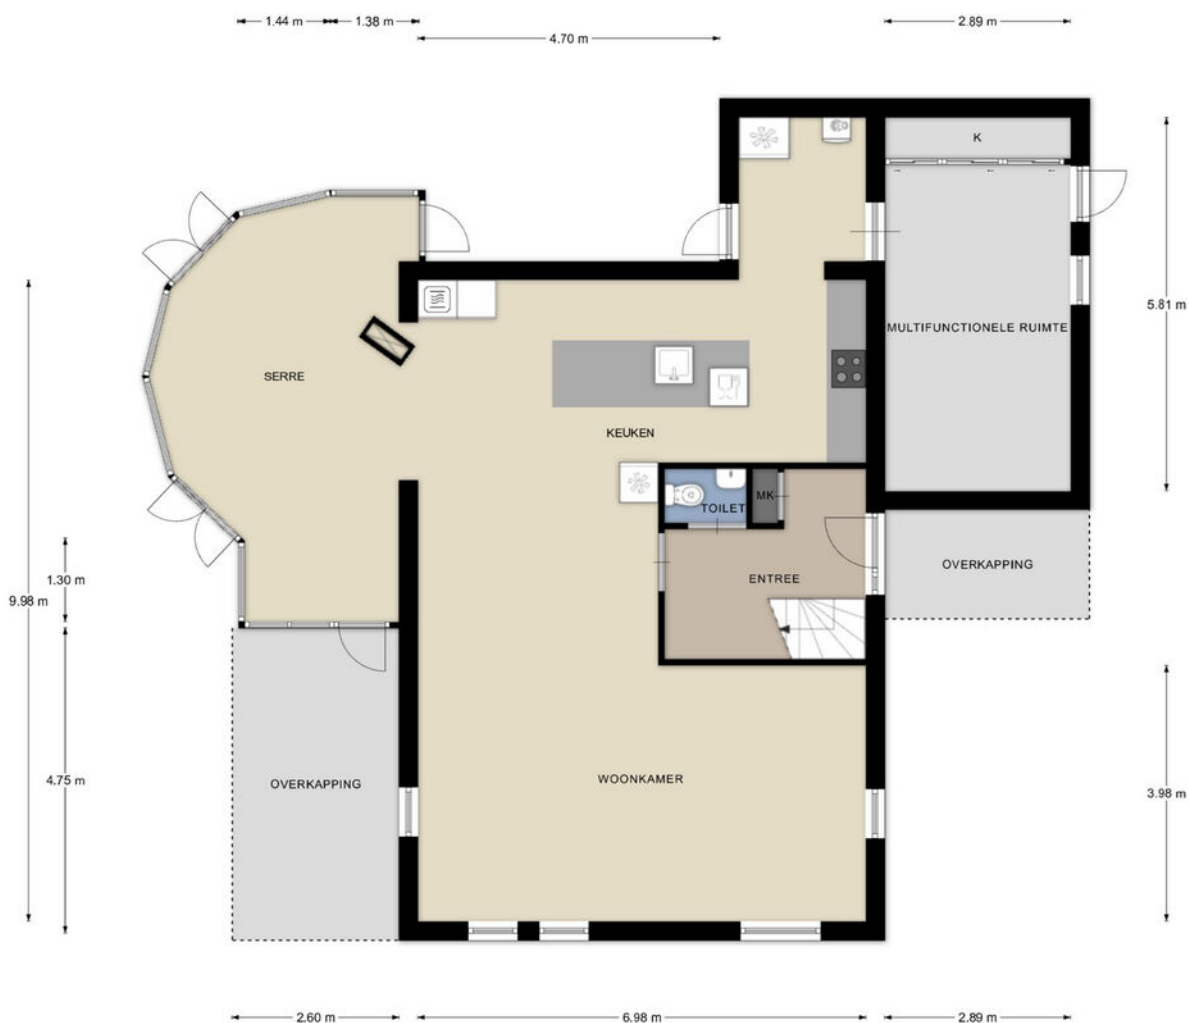 1.44 m
1.38 m
2.89 m
4.70 m
K
5.81 m
MULTIFUNCTIONELE RUIMTE
SERRE
KEUKEN
MK
TOILET
OVERKAPPING
1.30 m
ENTREE
9.98 m
4.75 m
OVERKAPPING
WOONKAMER
3.98 m
2.60 m
6.98 m
2.89 m